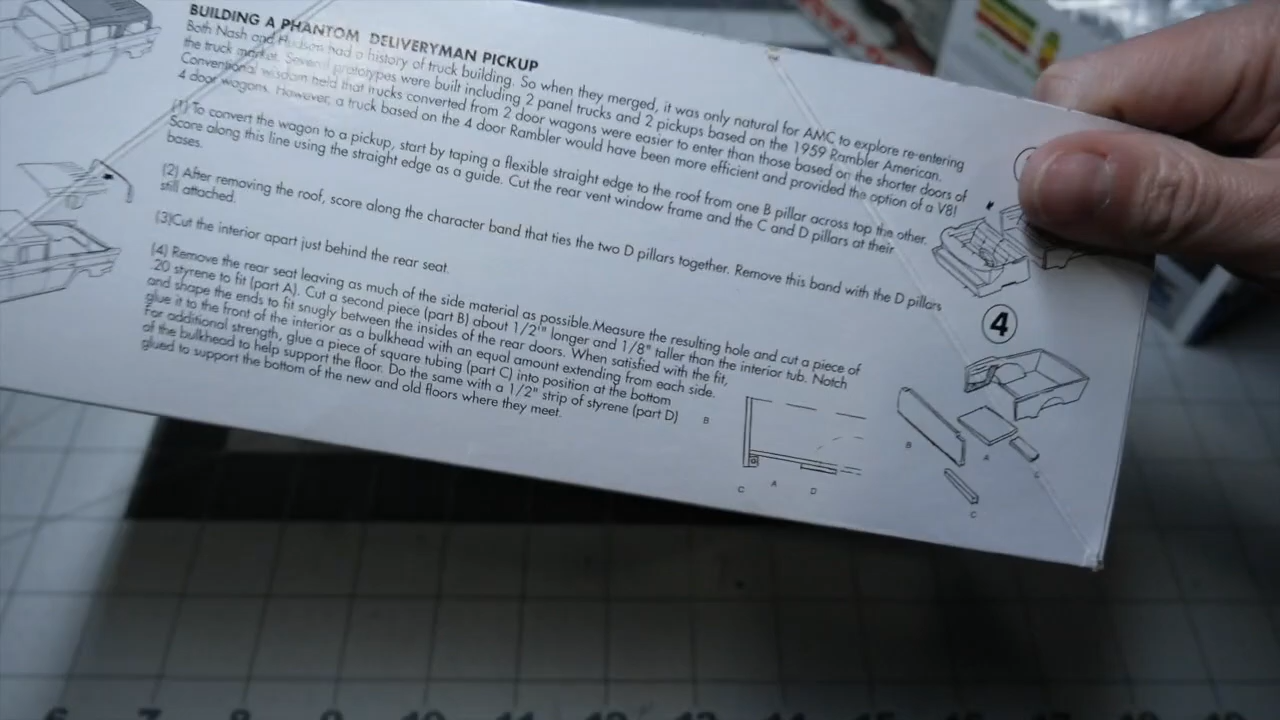 BUILDING A PHANTOM DELIVERYMAN PICKUP
Both Nash and Hudson had a history of truck building. So when they merged, it was only natural for AMC to explore re-entering
the truck market. Several prototypes were built including 2 panel trucks and 2 pickups based on the 1959 Rambler American.
Conventional wisdom held that trucks converted from 2 door wagons were easier to enter than those based on the shorter doors of
4 door wagons. However, a truck based on the 4 door Rambler would have been more efficient and provided the option of a V8!
(1) To convert the wagon to a pickup, start by taping a flexible straight edge to the roof from one B pillar across top the other.
Score along this line using the straight edge as a guide. Cut the rear vent window frame and the C and D pillars at their
bases.
(2) After removing the roof, score along the character band that ties the two D pillars together. Remove this band with the D pillars
still attached.
(3)Cut the interior apart just behind the rear seat.
(4) Remove the rear seat leaving as much of the side material as possible.Measure the resulting hole and cut a piece of
.20 styrene to fit (part A). Cut a second piece (part B) about 1/2'" longer and 1/8" taller than the interior tub. Notch
and shape the ends to fit snugly between the insides of the rear doors. When satisfied with the fit,
glue it to the front of the interior as a bulkhead with an equal amount extending from each side.
For additional strength, glue a piece of square tubing (part C) into position at the bottom
of the bulkhead to help support the floor. Do the same with a 1/2" strip of styrene (part D)
glued to support the bottom of the new and old floors where they meet.
4
B
C
A
D
B
A
C
6 7 8 9 10 11 12 13 14 15 16 17 18 19